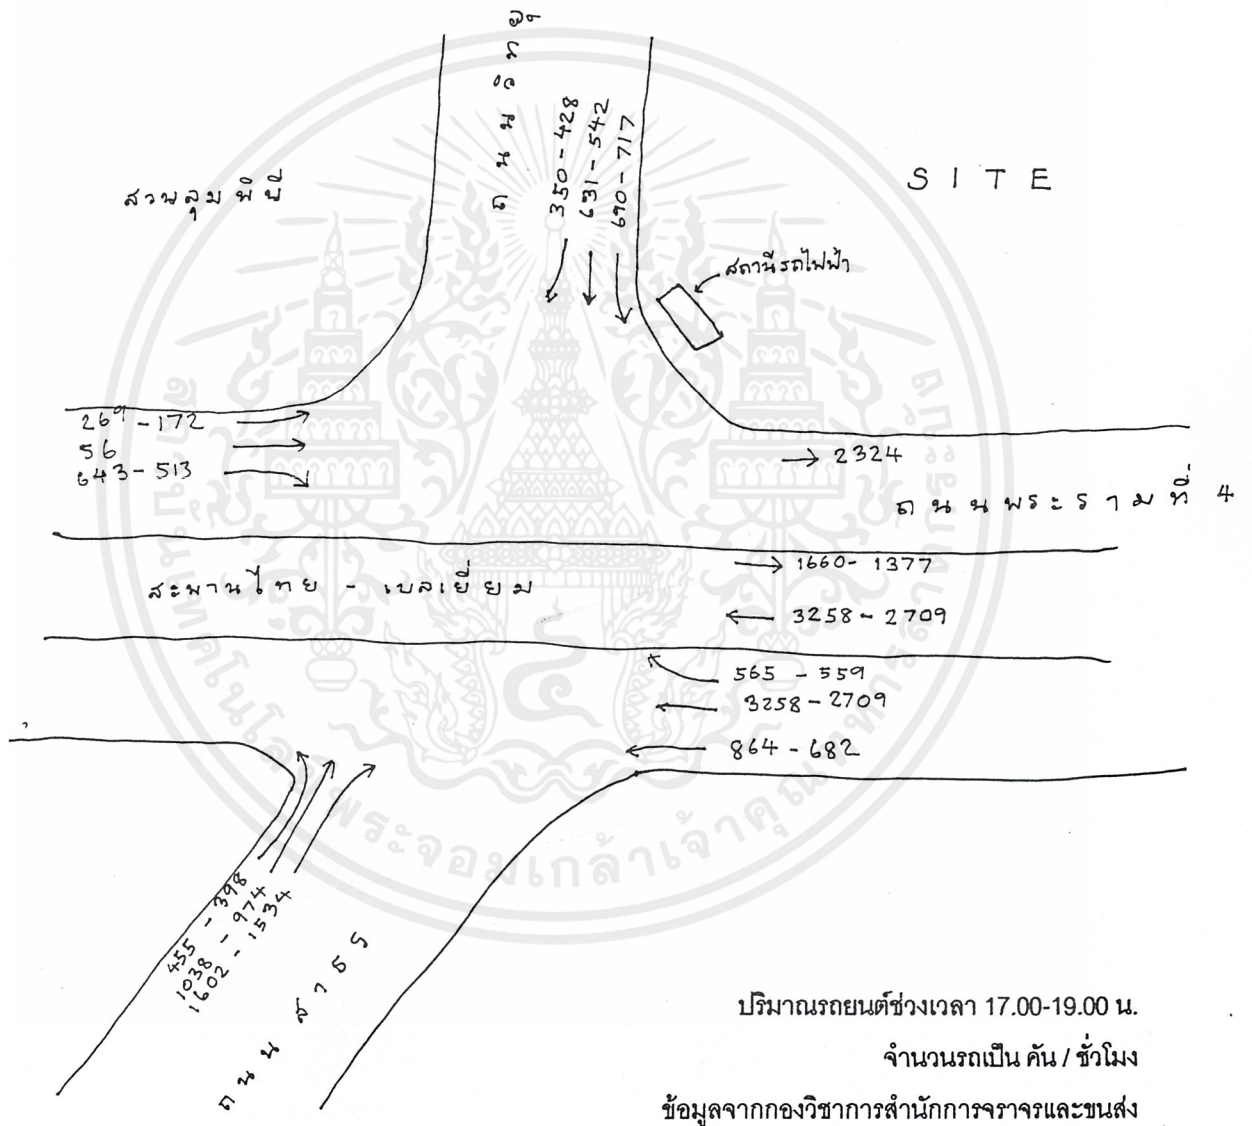 ถนนวิทยุ
350-428
631-542
690-717
สวนลุมพินี
SITE
สถานีรถไฟฟ้า
269-172
56
643-513
→ 2324
ถนนพระรามที่ 4
→ 1660-1377
สะพานไทย - เบลเยี่ยม
← 3258-2709
565-559
3258-2709
864-682
455-398
1038-974
1602-1534
ถนนสาธร
ปริมาณรถยนต์ช่วงเวลา 17.00-19.00 น.
จำนวนรถเป็น คัน / ชั่วโมง
ข้อมูลจากกองวิชาการสำนักการจราจรและขนส่ง